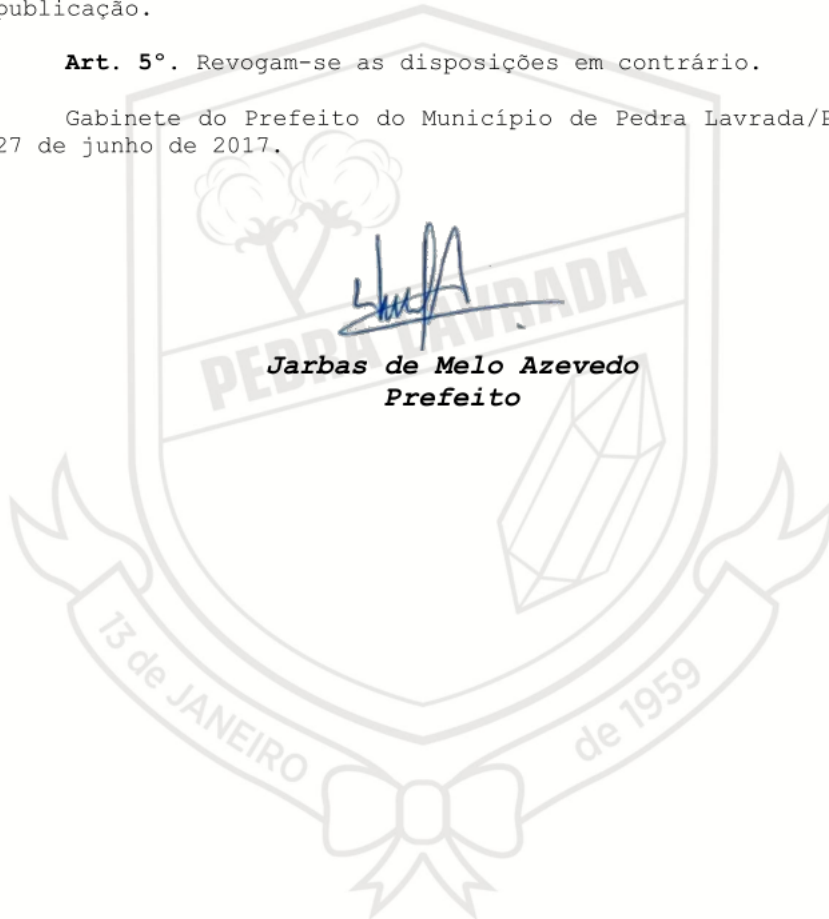 publicação.
Art. 5º. Revogam-se as disposições em contrário.
Gabinete do Prefeito do Município de Pedra Lavrada/
27 de junho de 2017.
PEDRA LAVRADA
Jarbas de Melo Azevedo
Prefeito
13 de JANEIRO
de 1959